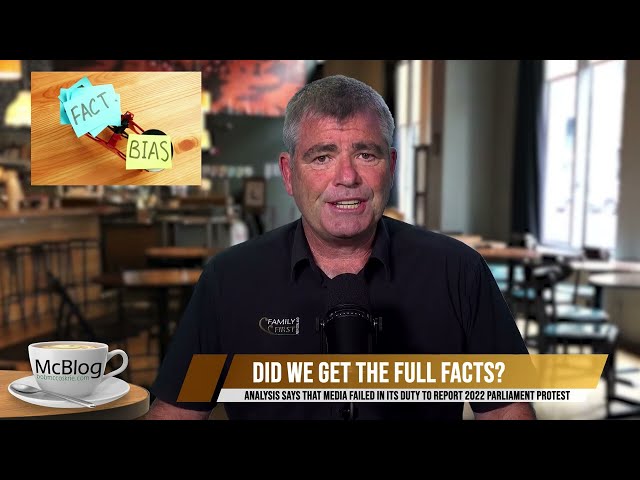 FACT
BIAS
FAMILY
FIRST
McBlog
DID WE GET THE FULL FACTS?
ANALYSIS SAYS THAT MEDIA FAILED IN ITS DUTY TO REPORT 2022 PARLIAMENT PROTEST